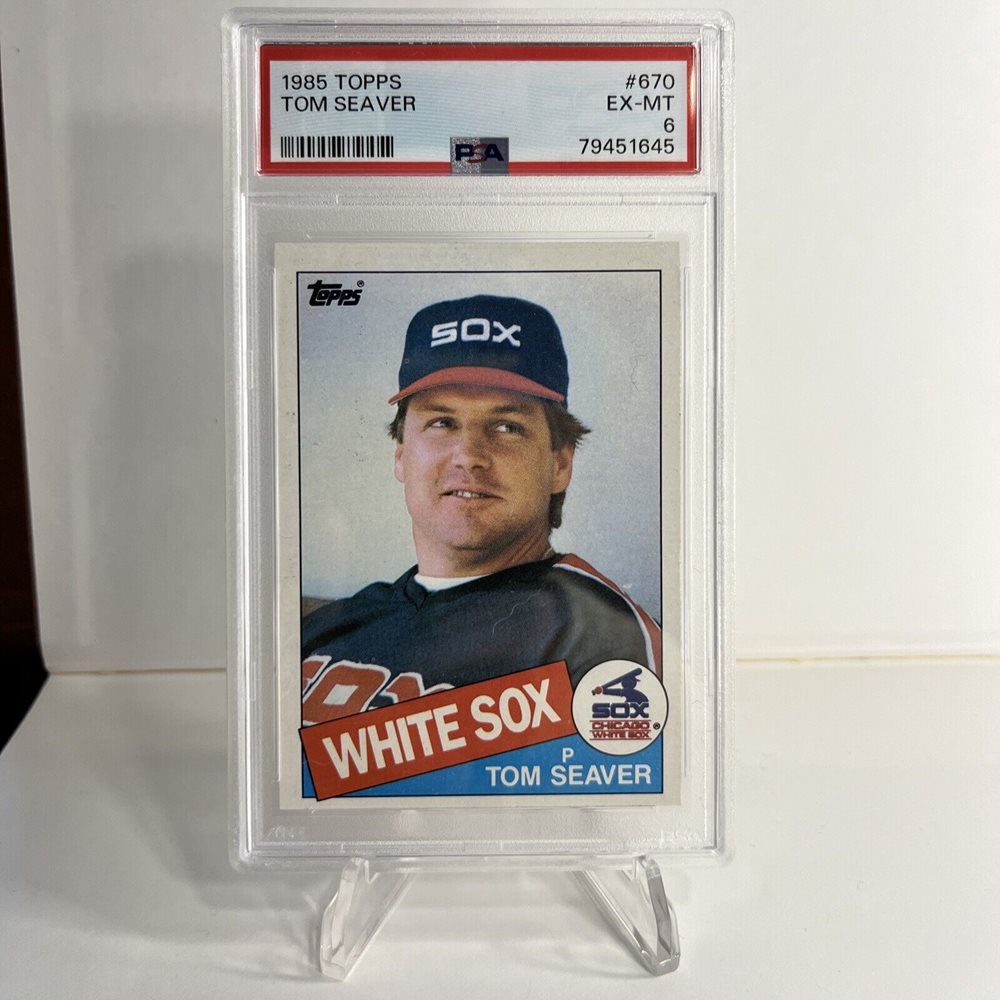 1985 TOPPS #670
TOM SEAVER EX-MT
6
79451645
PSA
Topps®
SOX
WHITE SOX
SOX
CHICAGO ®
WHITE SOX
P
TOM SEAVER